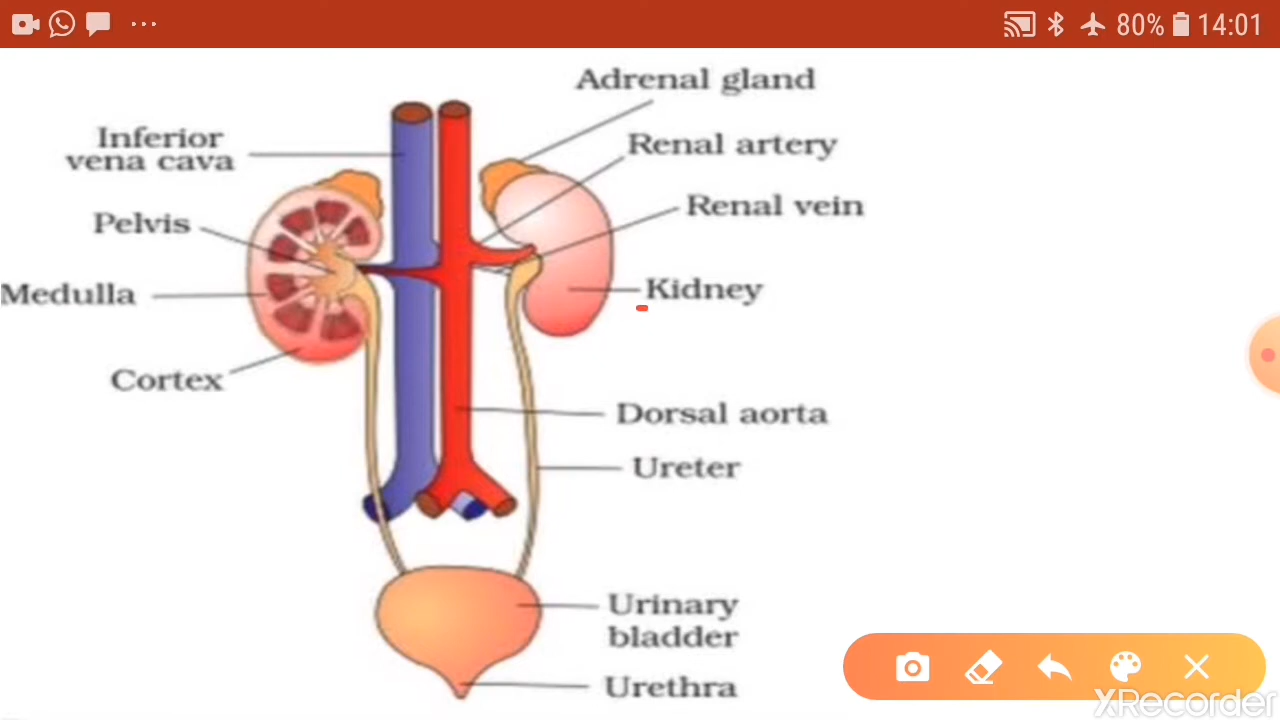 80% 14:01
Adrenal gland
Inferior
vena cava
Renal artery
Pelvis
Renal vein
Medulla
Kidney
Cortex
Dorsal aorta
Ureter
Urinary
bladder
Urethra
XRecorder